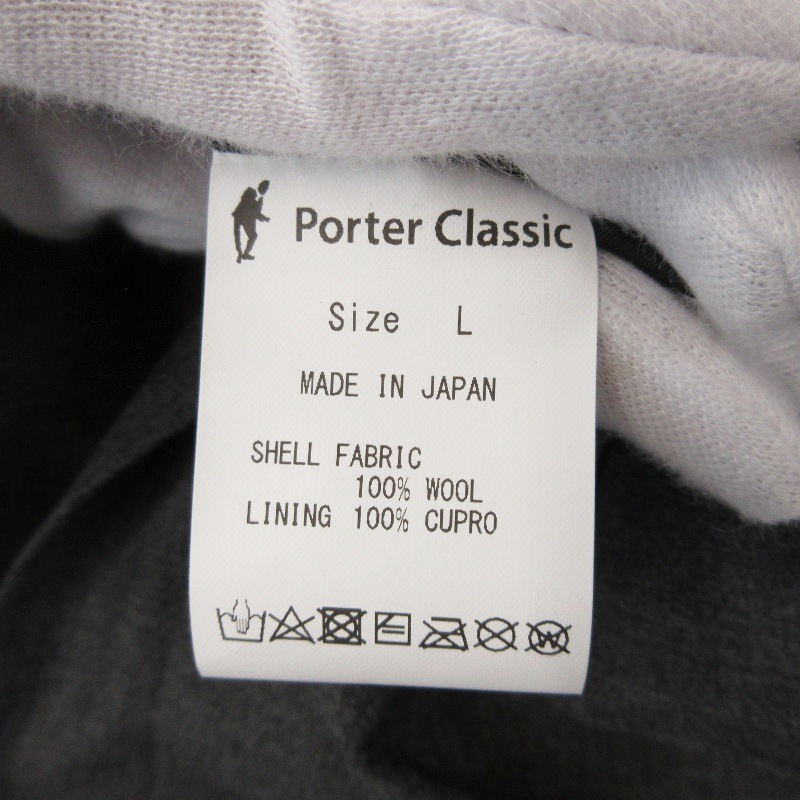 Porter Classic
Size L
MADE IN JAPAN
SHELL FABRIC
100% WOOL
LINING 100% CUPRO
W